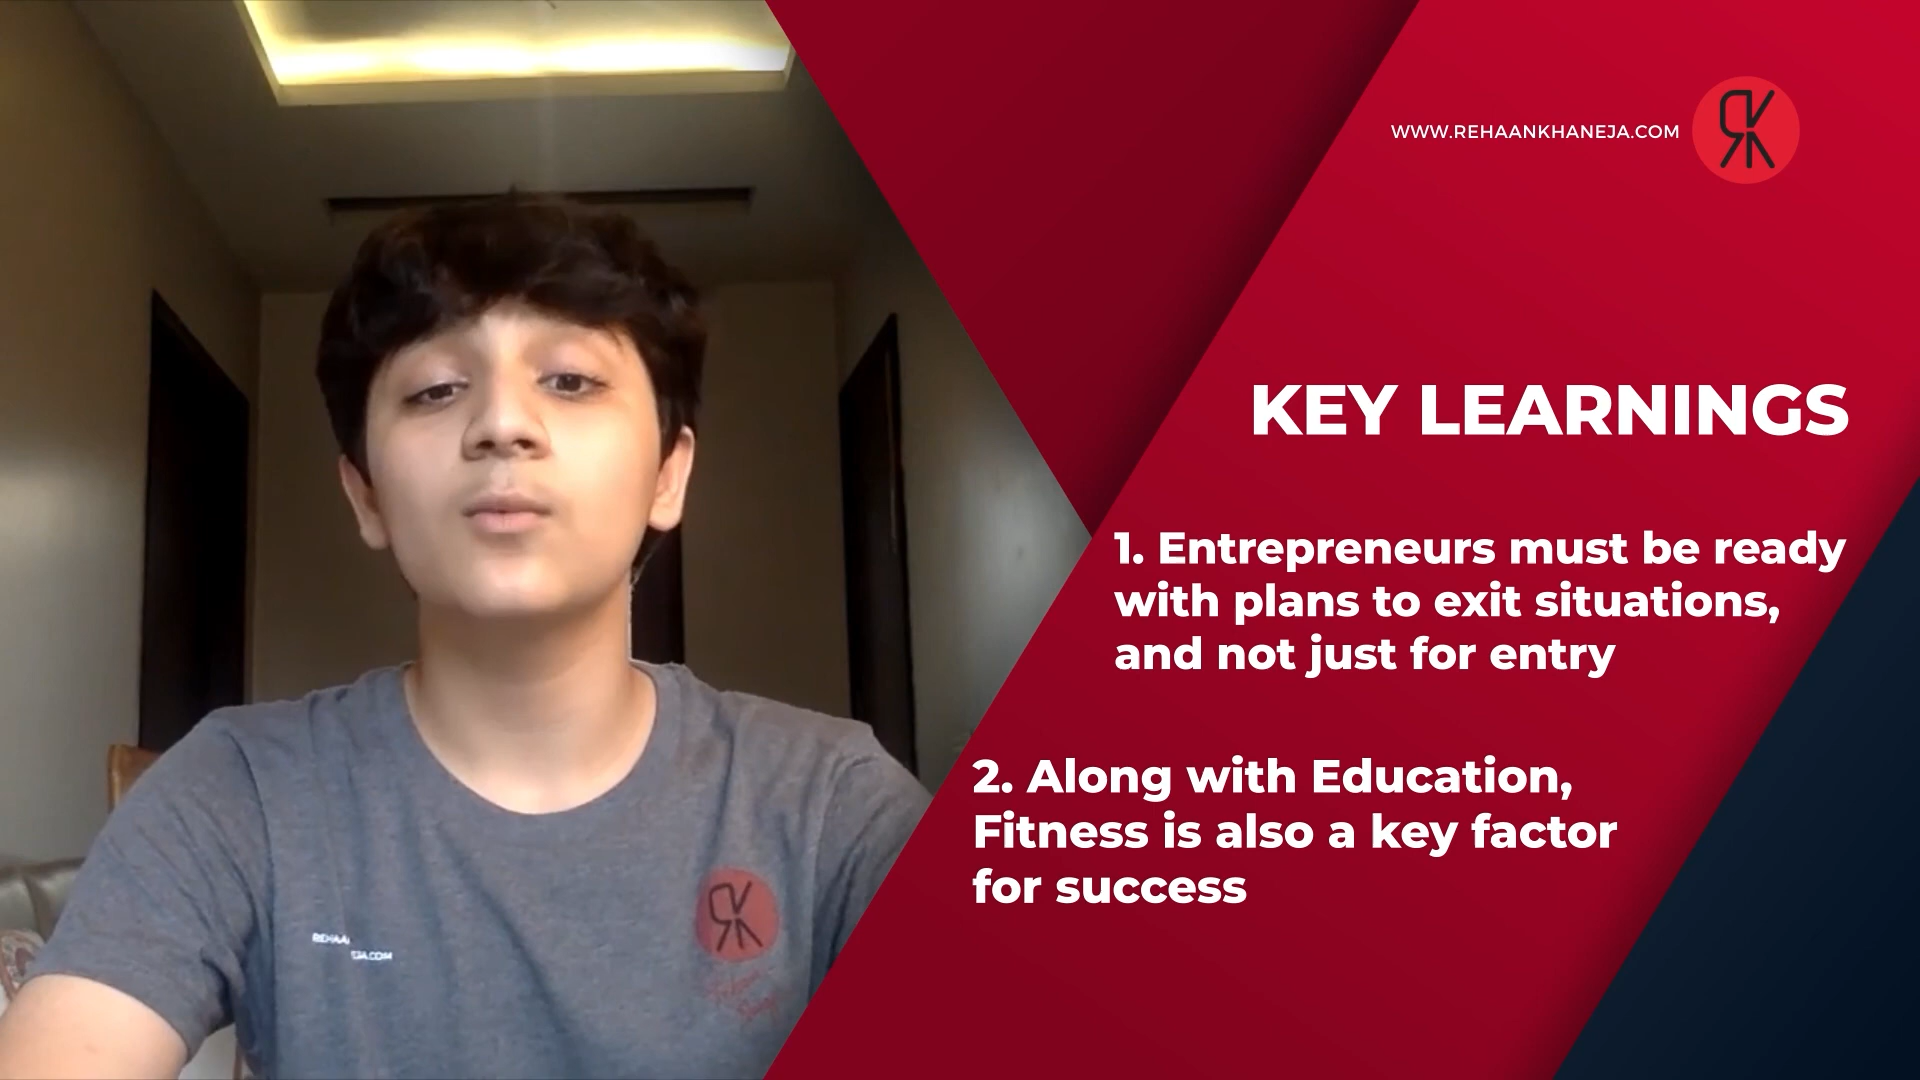 WWW.REHAANKHANEJA.COM
KEY LEARNINGS
1. Entrepreneurs must be ready
with plans to exit situations,
and not just for entry
2. Along with Education,
Fitness is also a key factor
for success